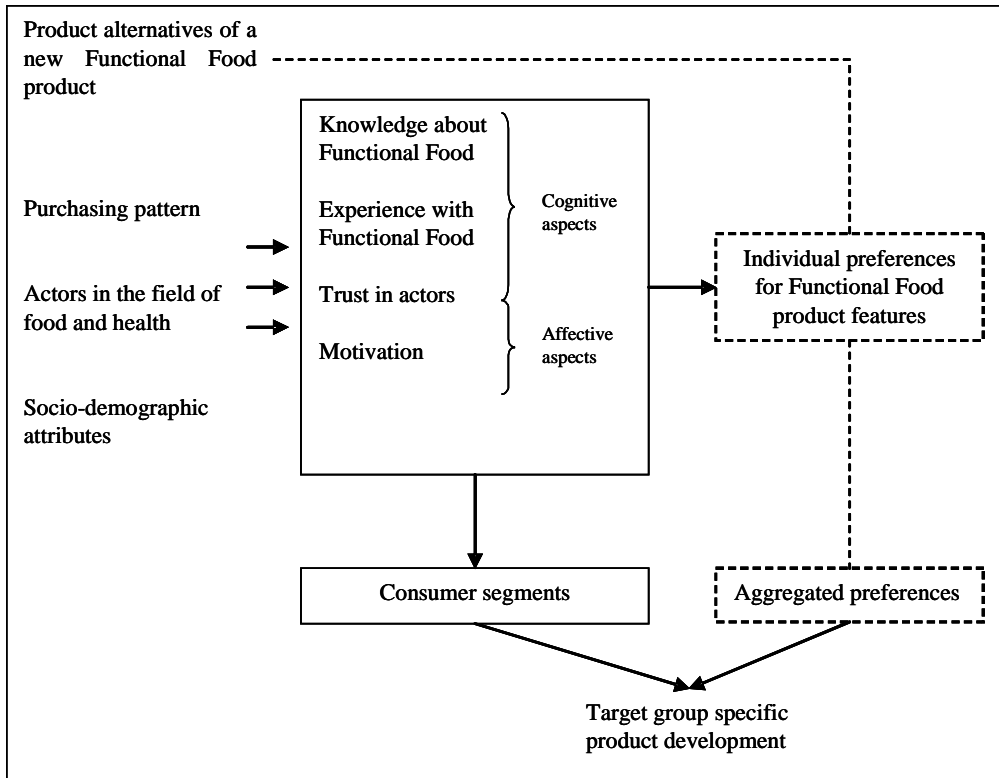 Product alternatives of a
new Functional Food
product
Knowledge about
Functional Food
Experience with
Functional Food
Trust in actors
Motivation
Cognitive
aspects
Affective
aspects
Purchasing pattern
Actors in the field of
food and health
Socio-demographic
attributes
Individual preferences
for Functional Food
product features
Consumer segments
Aggregated preferences
Target group specific
product development